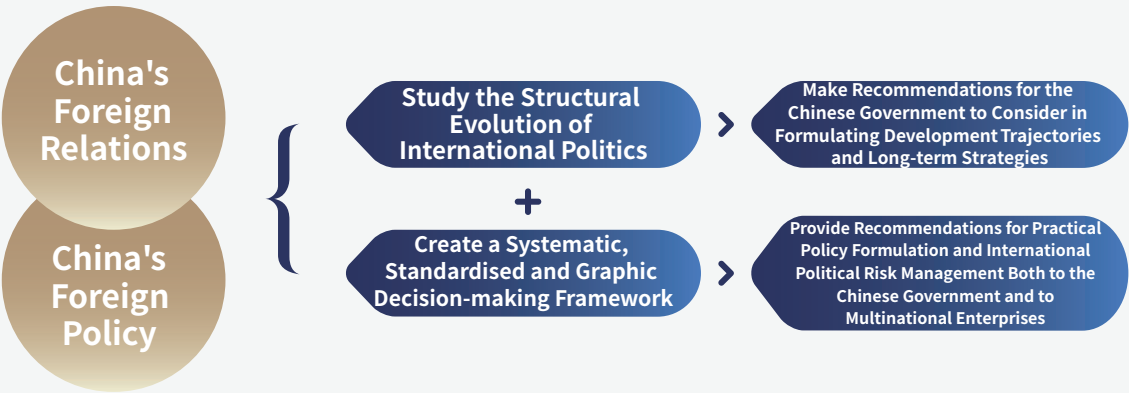 China's
Foreign
Relations
China's
Foreign
Policy
Study the Structural
Evolution of
International Politics
Make Recommendations for the
Chinese Government to Consider in
Formulating Development Trajectories
and Long-term Strategies
+
Create a Systematic,
Standardised and Graphic
Decision-making Framework
Provide Recommendations for Practical
Policy Formulation and International
Political Risk Management Both to the
Chinese Government and to
Multinational Enterprises